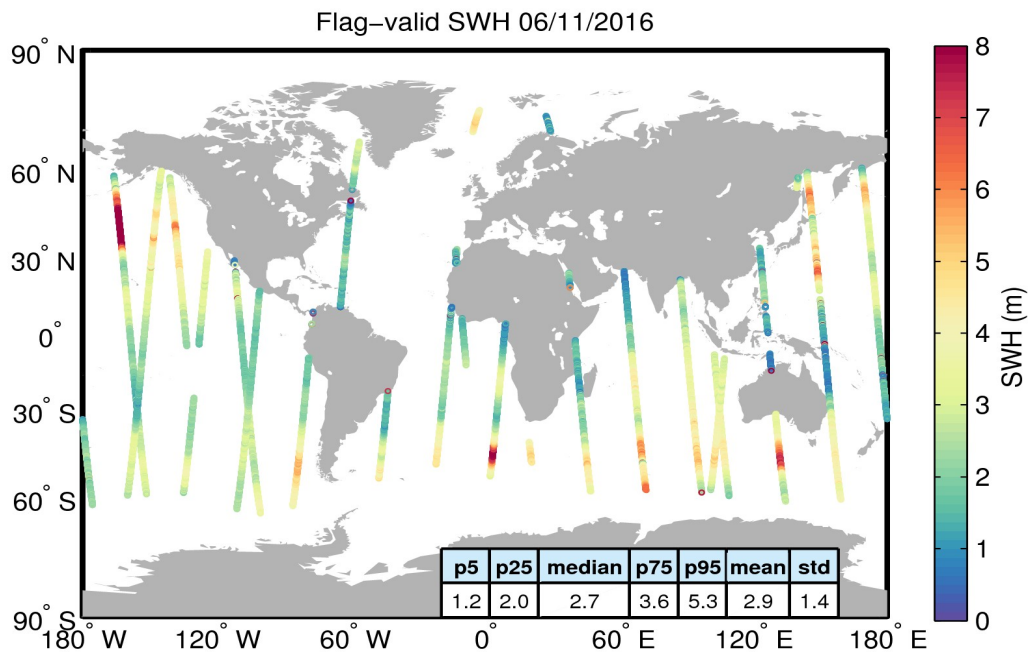 Flag−valid SWH 06/11/2016
90° N
60° N
30° N
0°
30° S
60° S
90° S
180° W
120° W
60° W
0°
60° E
120° E
180° E
p5 p25 median p75 p95 mean std
1.2 2.0 2.7 3.6 5.3 2.9 1.4
8
7
6
5
4
3
2
1
0
SWH (m)